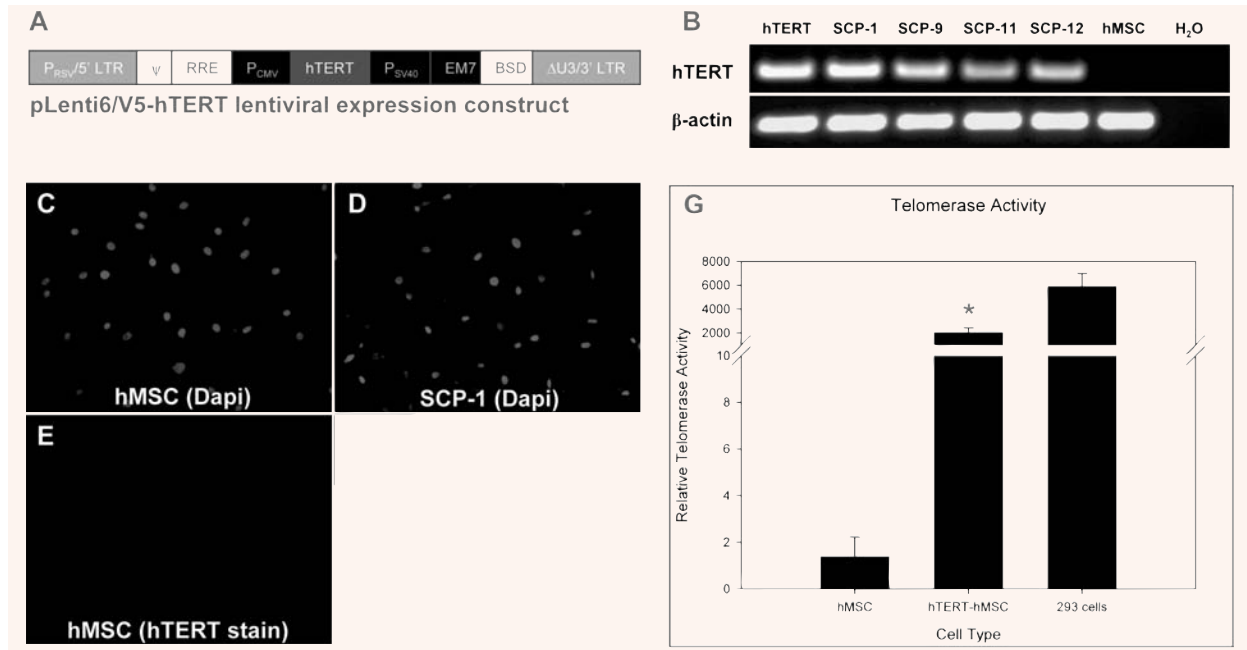 A
P_RSV/5' LTR ψ RRE P_CMV hTERT P_SV40 EM7 BSD ΔU3/3' LTR
pLenti6/V5-hTERT lentiviral expression construct
B
hTERT SCP-1 SCP-9 SCP-11 SCP-12 hMSC H₂O
hTERT
β-actin
C
hMSC (Dapi)
D
SCP-1 (Dapi)
E
hMSC (hTERT stain)
G
Telomerase Activity
Relative Telomerase Activity
8000
6000
4000
2000
10
8
6
4
2
0
*
hMSC hTERT-hMSC 293 cells
Cell Type